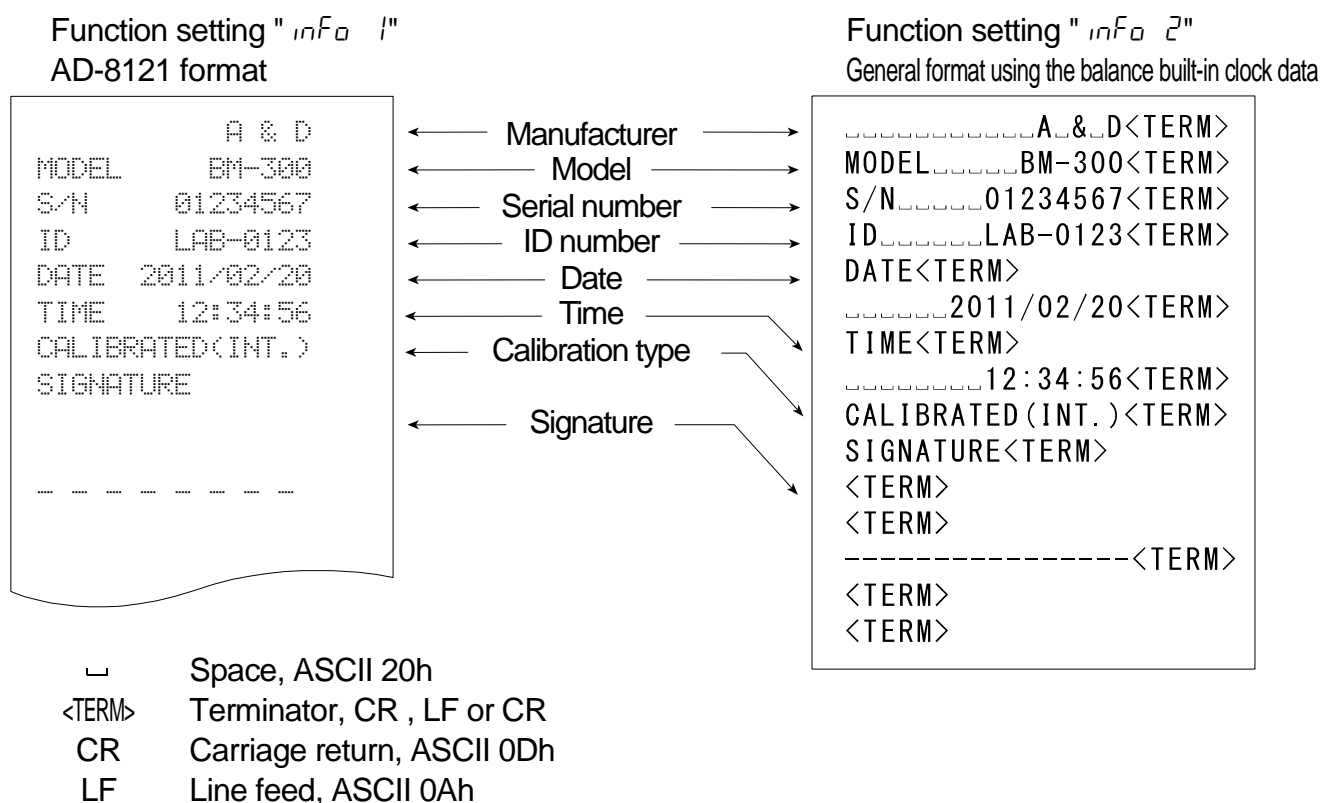 Function setting " info 1"
AD-8121 format
A & D
MODEL BM-300
S/N 01234567
ID LAB-0123
DATE 2011/02/20
TIME 12:34:56
CALIBRATED(INT.)
SIGNATURE
_ _ _ _ _ _ _ _
Manufacturer
Model
Serial number
ID number
Date
Time
Calibration type
Signature
Function setting " info 2"
General format using the balance built-in clock data
␣␣␣␣␣␣␣␣␣␣␣A␣&␣D<TERM>
MODEL␣␣␣␣␣BM-300<TERM>
S/N␣␣␣␣␣01234567<TERM>
ID␣␣␣␣␣␣LAB-0123<TERM>
DATE<TERM>
␣␣␣␣␣␣2011/02/20<TERM>
TIME<TERM>
␣␣␣␣␣␣␣␣12:34:56<TERM>
CALIBRATED(INT.)<TERM>
SIGNATURE<TERM>
<TERM>
<TERM>
----------------<TERM>
<TERM>
<TERM>
␣ Space, ASCII 20h
<TERM> Terminator, CR , LF or CR
CR Carriage return, ASCII 0Dh
LF Line feed, ASCII 0Ah